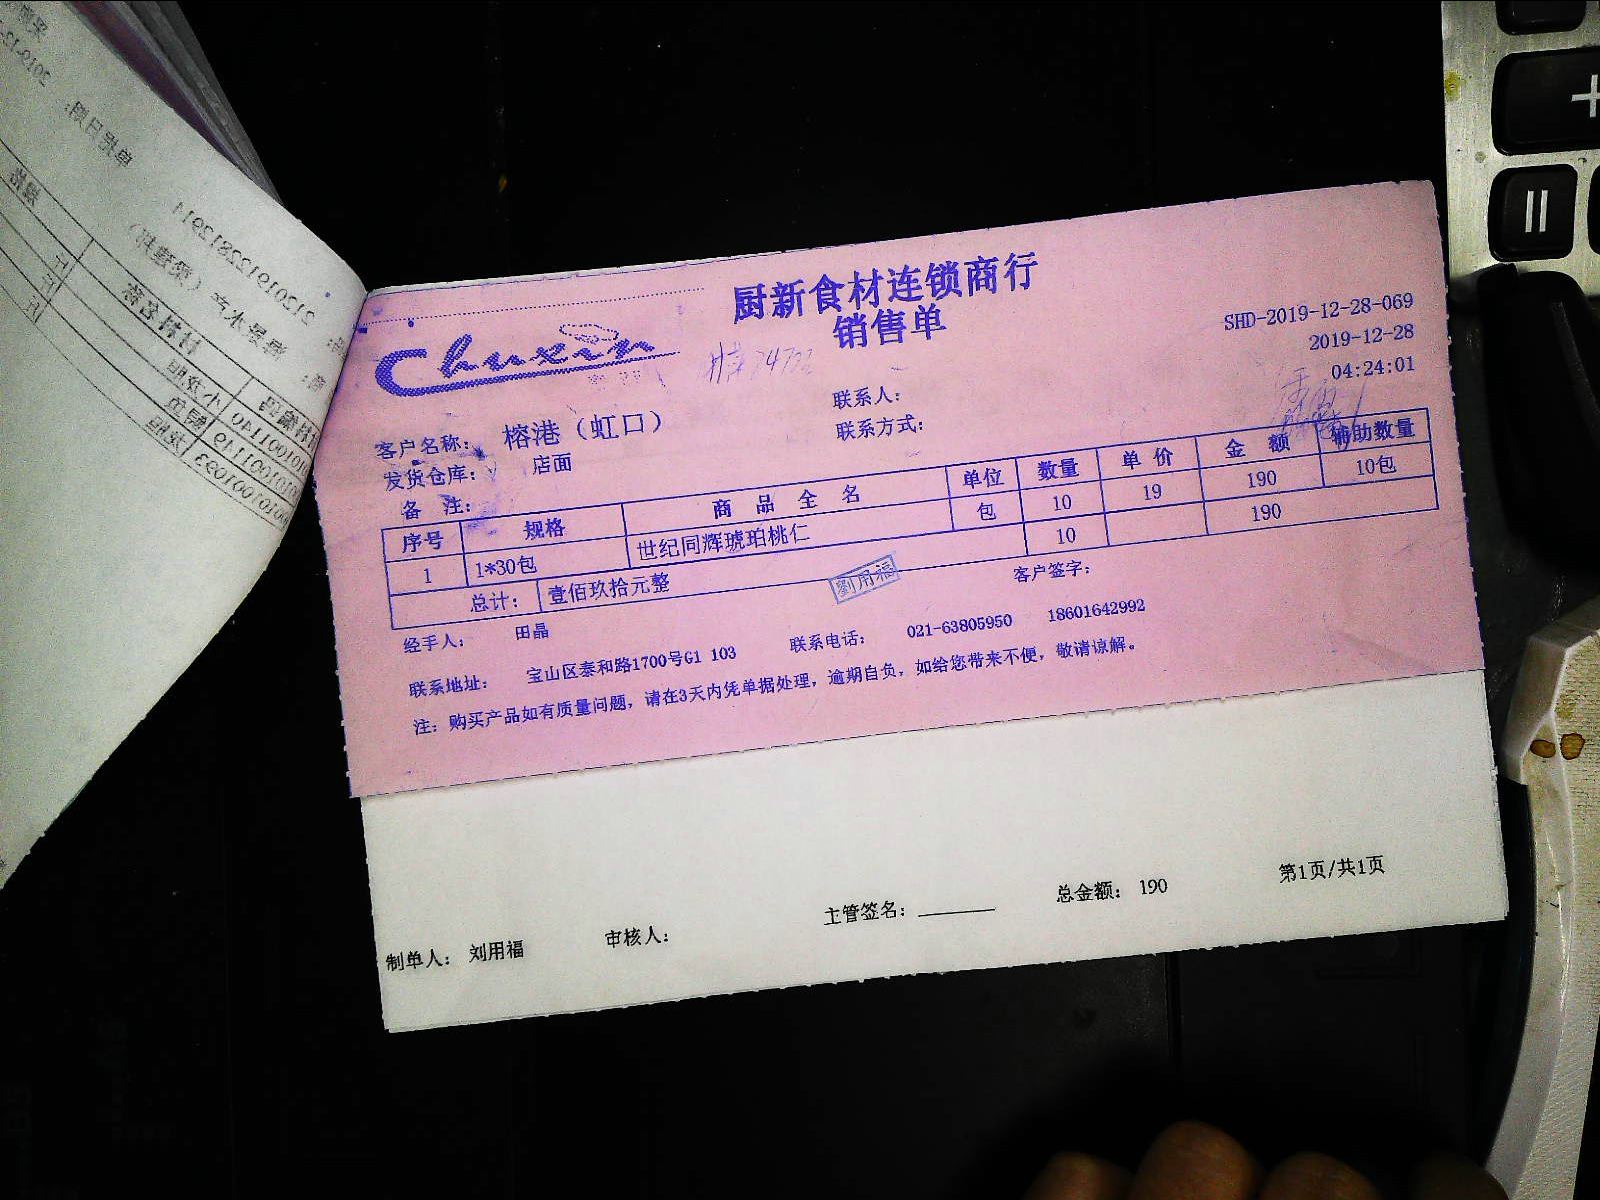 厨新食材连锁商行
销售单
Chuxin
SHD-2019-12-28-069
2019-12-28
04:24:01
客户名称： 榕港（虹口） 联系人：
发货仓库： 店面 联系方式：
备 注：
序号 规格 商 品 全 名 单位 数量 单 价 金 额 辅助数量
1 1*30包 世纪同辉琥珀桃仁 包 10 19 190 10包
总计： 壹佰玖拾元整 10 190
劉用福
经手人： 田晶 客户签字：
联系地址： 宝山区泰和路1700号G1 103 联系电话： 021-63805950 18601642992
注：购买产品如有质量问题，请在3天内凭单据处理，逾期自负，如给您带来不便，敬请谅解。
制单人： 刘用福 审核人： 主管签名： 总金额： 190 第1页/共1页
+
=